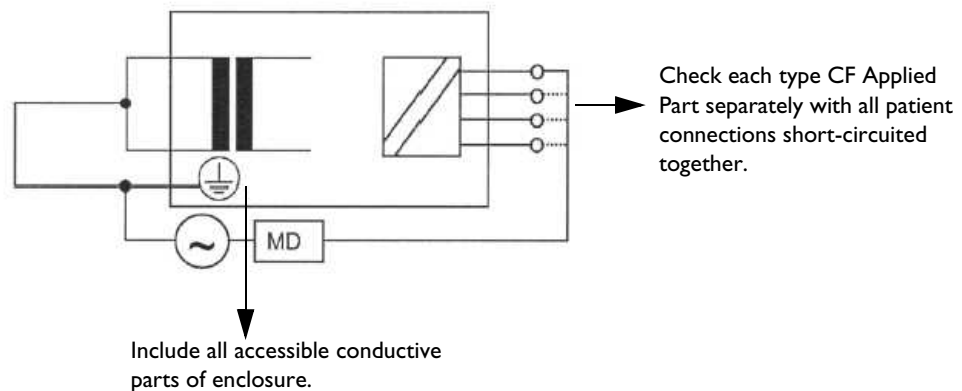 Check each type CF Applied
Part separately with all patient
connections short-circuited
together.
~
MD
Include all accessible conductive
parts of enclosure.